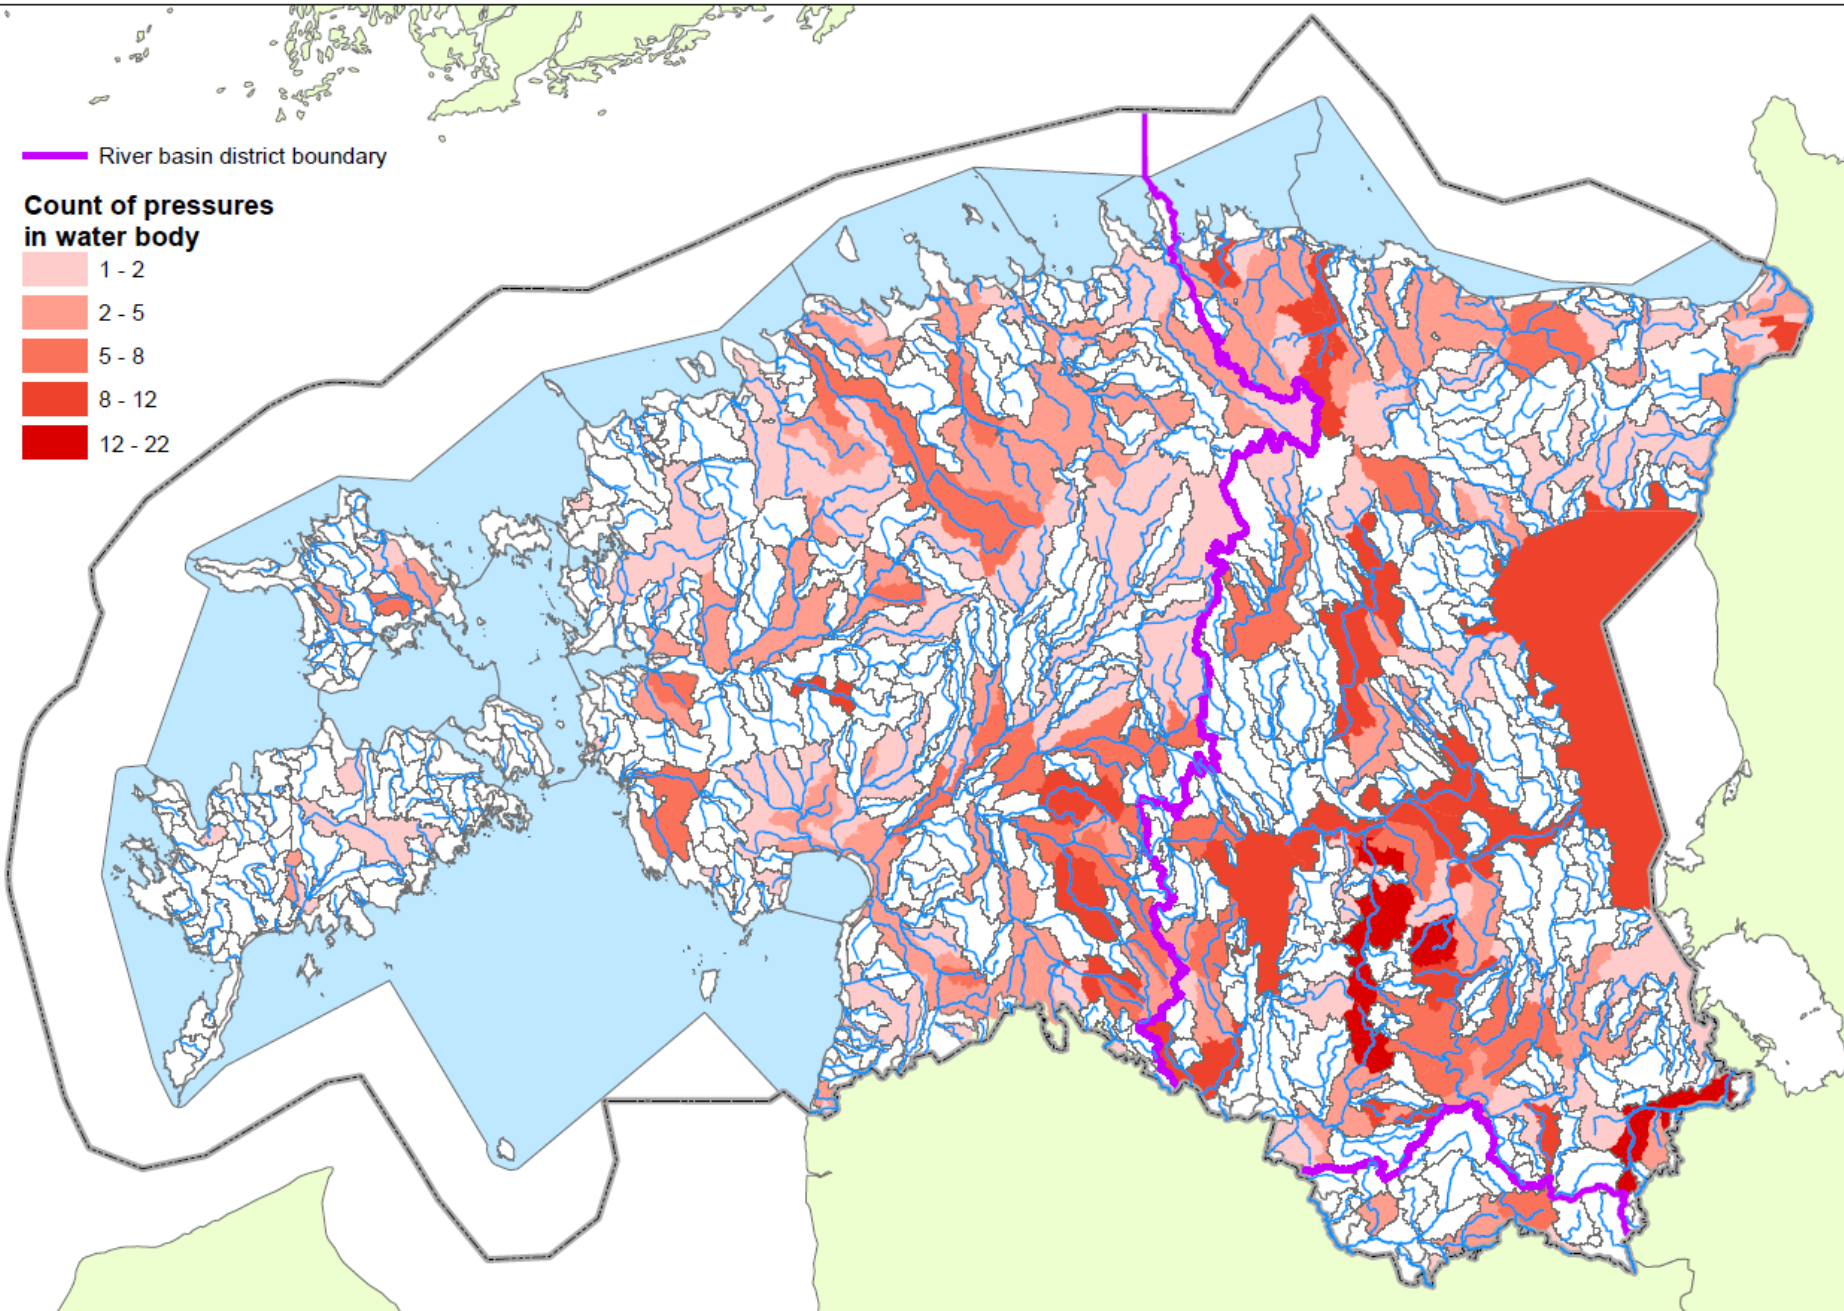 River basin district boundary
Count of pressures
in water body
1 - 2
2 - 5
5 - 8
8 - 12
12 - 22